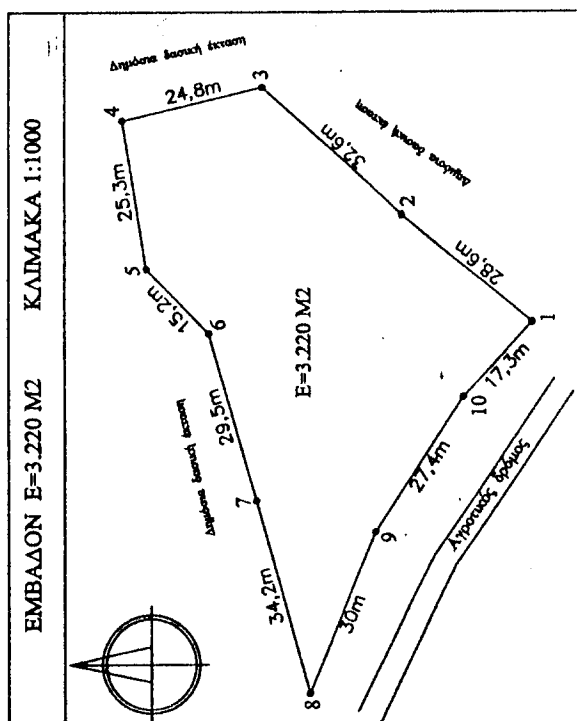 ΕΜΒΑΔΟΝ Ε=3.220 Μ2 ΚΛΙΜΑΚΑ 1:1000
Δημόσια δασική έκταση
24,8m
3
4
25,3m
5
15,2m
6
32,6m
Δημόσια δασική έκταση
2
28,6m
1
Ε=3.220 Μ2
Δημόσια δασική έκταση
29,5m
7
34,2m
8
30m
9
27,4m
10
17,3m
Αγροτικός δρόμος